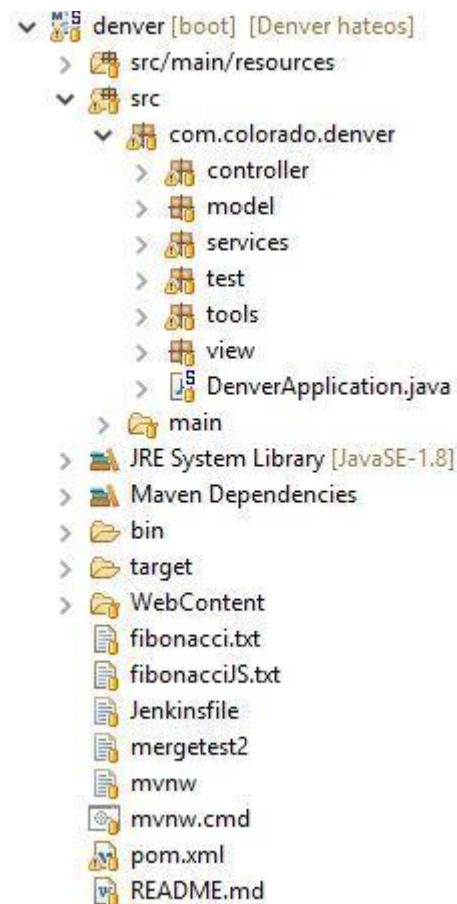 denver [boot] [Denver hateos]
src/main/resources
src
com.colorado.denver
controller
model
services
test
tools
view
DenverApplication.java
main
JRE System Library [JavaSE-1.8]
Maven Dependencies
bin
target
WebContent
fibonacci.txt
fibonacciJS.txt
Jenkinsfile
mergetest2
mvnw
mvnw.cmd
pom.xml
README.md